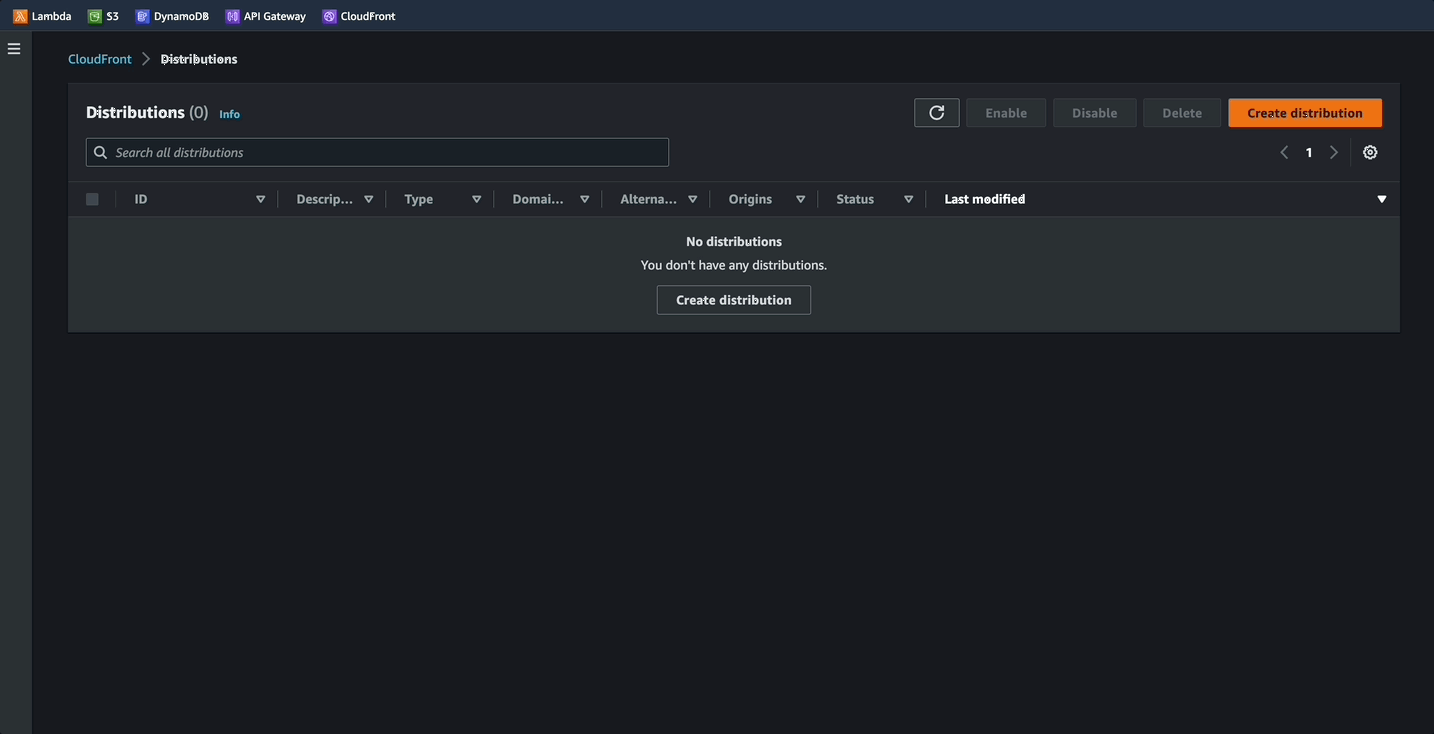 Lambda S3 DynamoDB API Gateway CloudFront
CloudFront Distributions
Distributions (0) Info Enable Disable Delete Create distribution
Search all distributions 1
ID Descrip... Type Domai... Alterna... Origins Status Last modified
No distributions
You don't have any distributions.
Create distribution